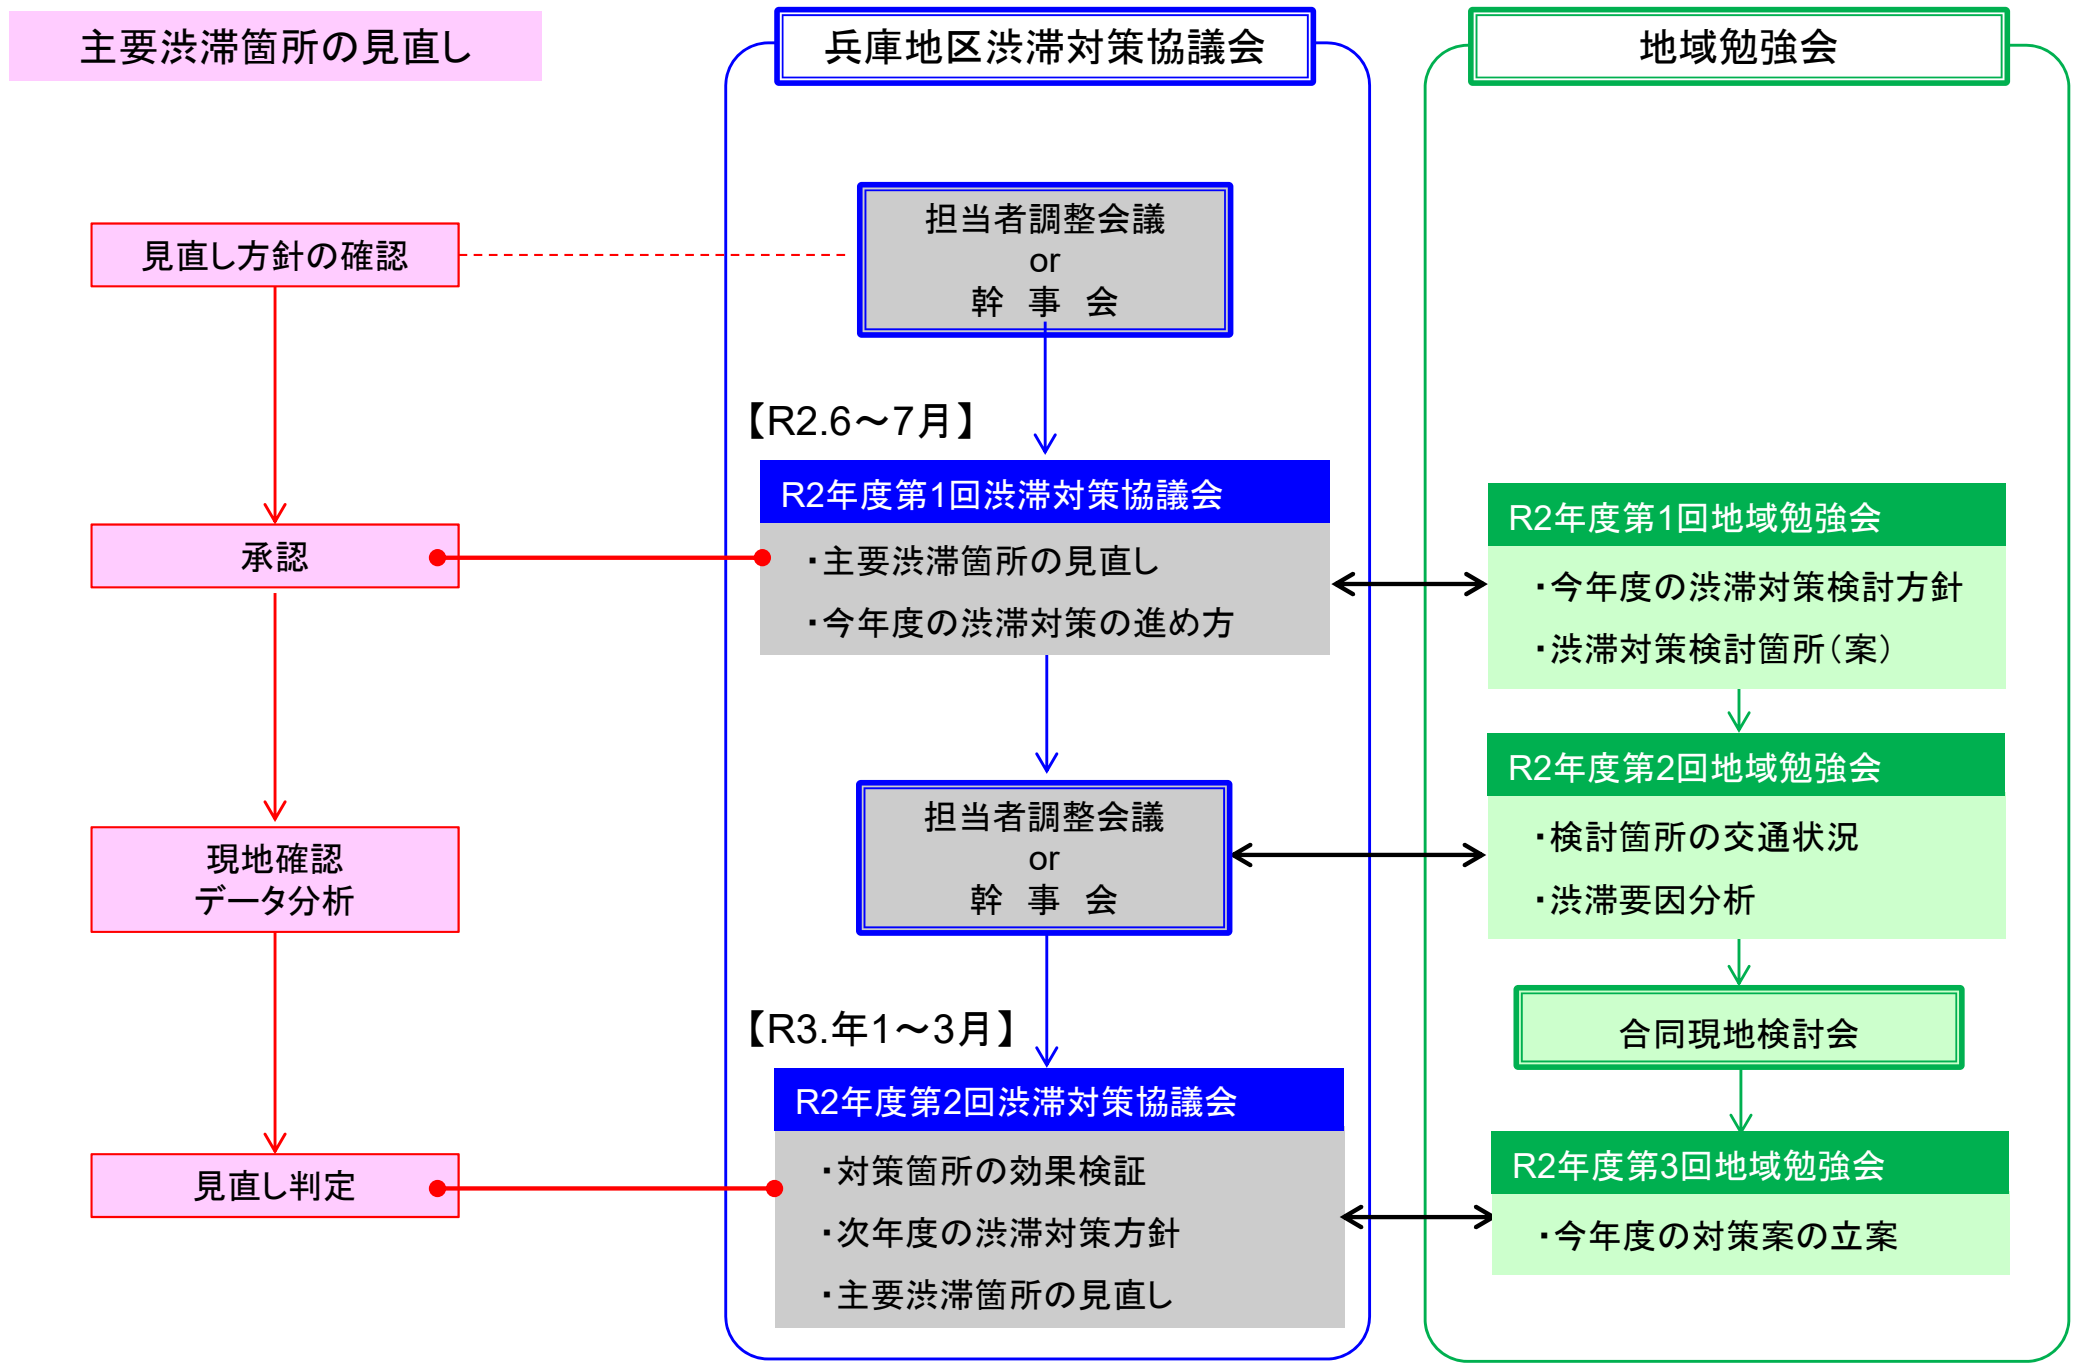 主要渋滞箇所の見直し
見直し方針の確認
承認
現地確認
データ分析
見直し判定
兵庫地区渋滞対策協議会
担当者調整会議
or
幹　事　会
【R2.6～7月】
R2年度第1回渋滞対策協議会
・主要渋滞箇所の見直し
・今年度の渋滞対策の進め方
担当者調整会議
or
幹　事　会
【R3.年1～3月】
R2年度第2回渋滞対策協議会
・対策箇所の効果検証
・次年度の渋滞対策方針
・主要渋滞箇所の見直し
地域勉強会
R2年度第1回地域勉強会
・今年度の渋滞対策検討方針
・渋滞対策検討箇所（案）
R2年度第2回地域勉強会
・検討箇所の交通状況
・渋滞要因分析
合同現地検討会
R2年度第3回地域勉強会
・今年度の対策案の立案